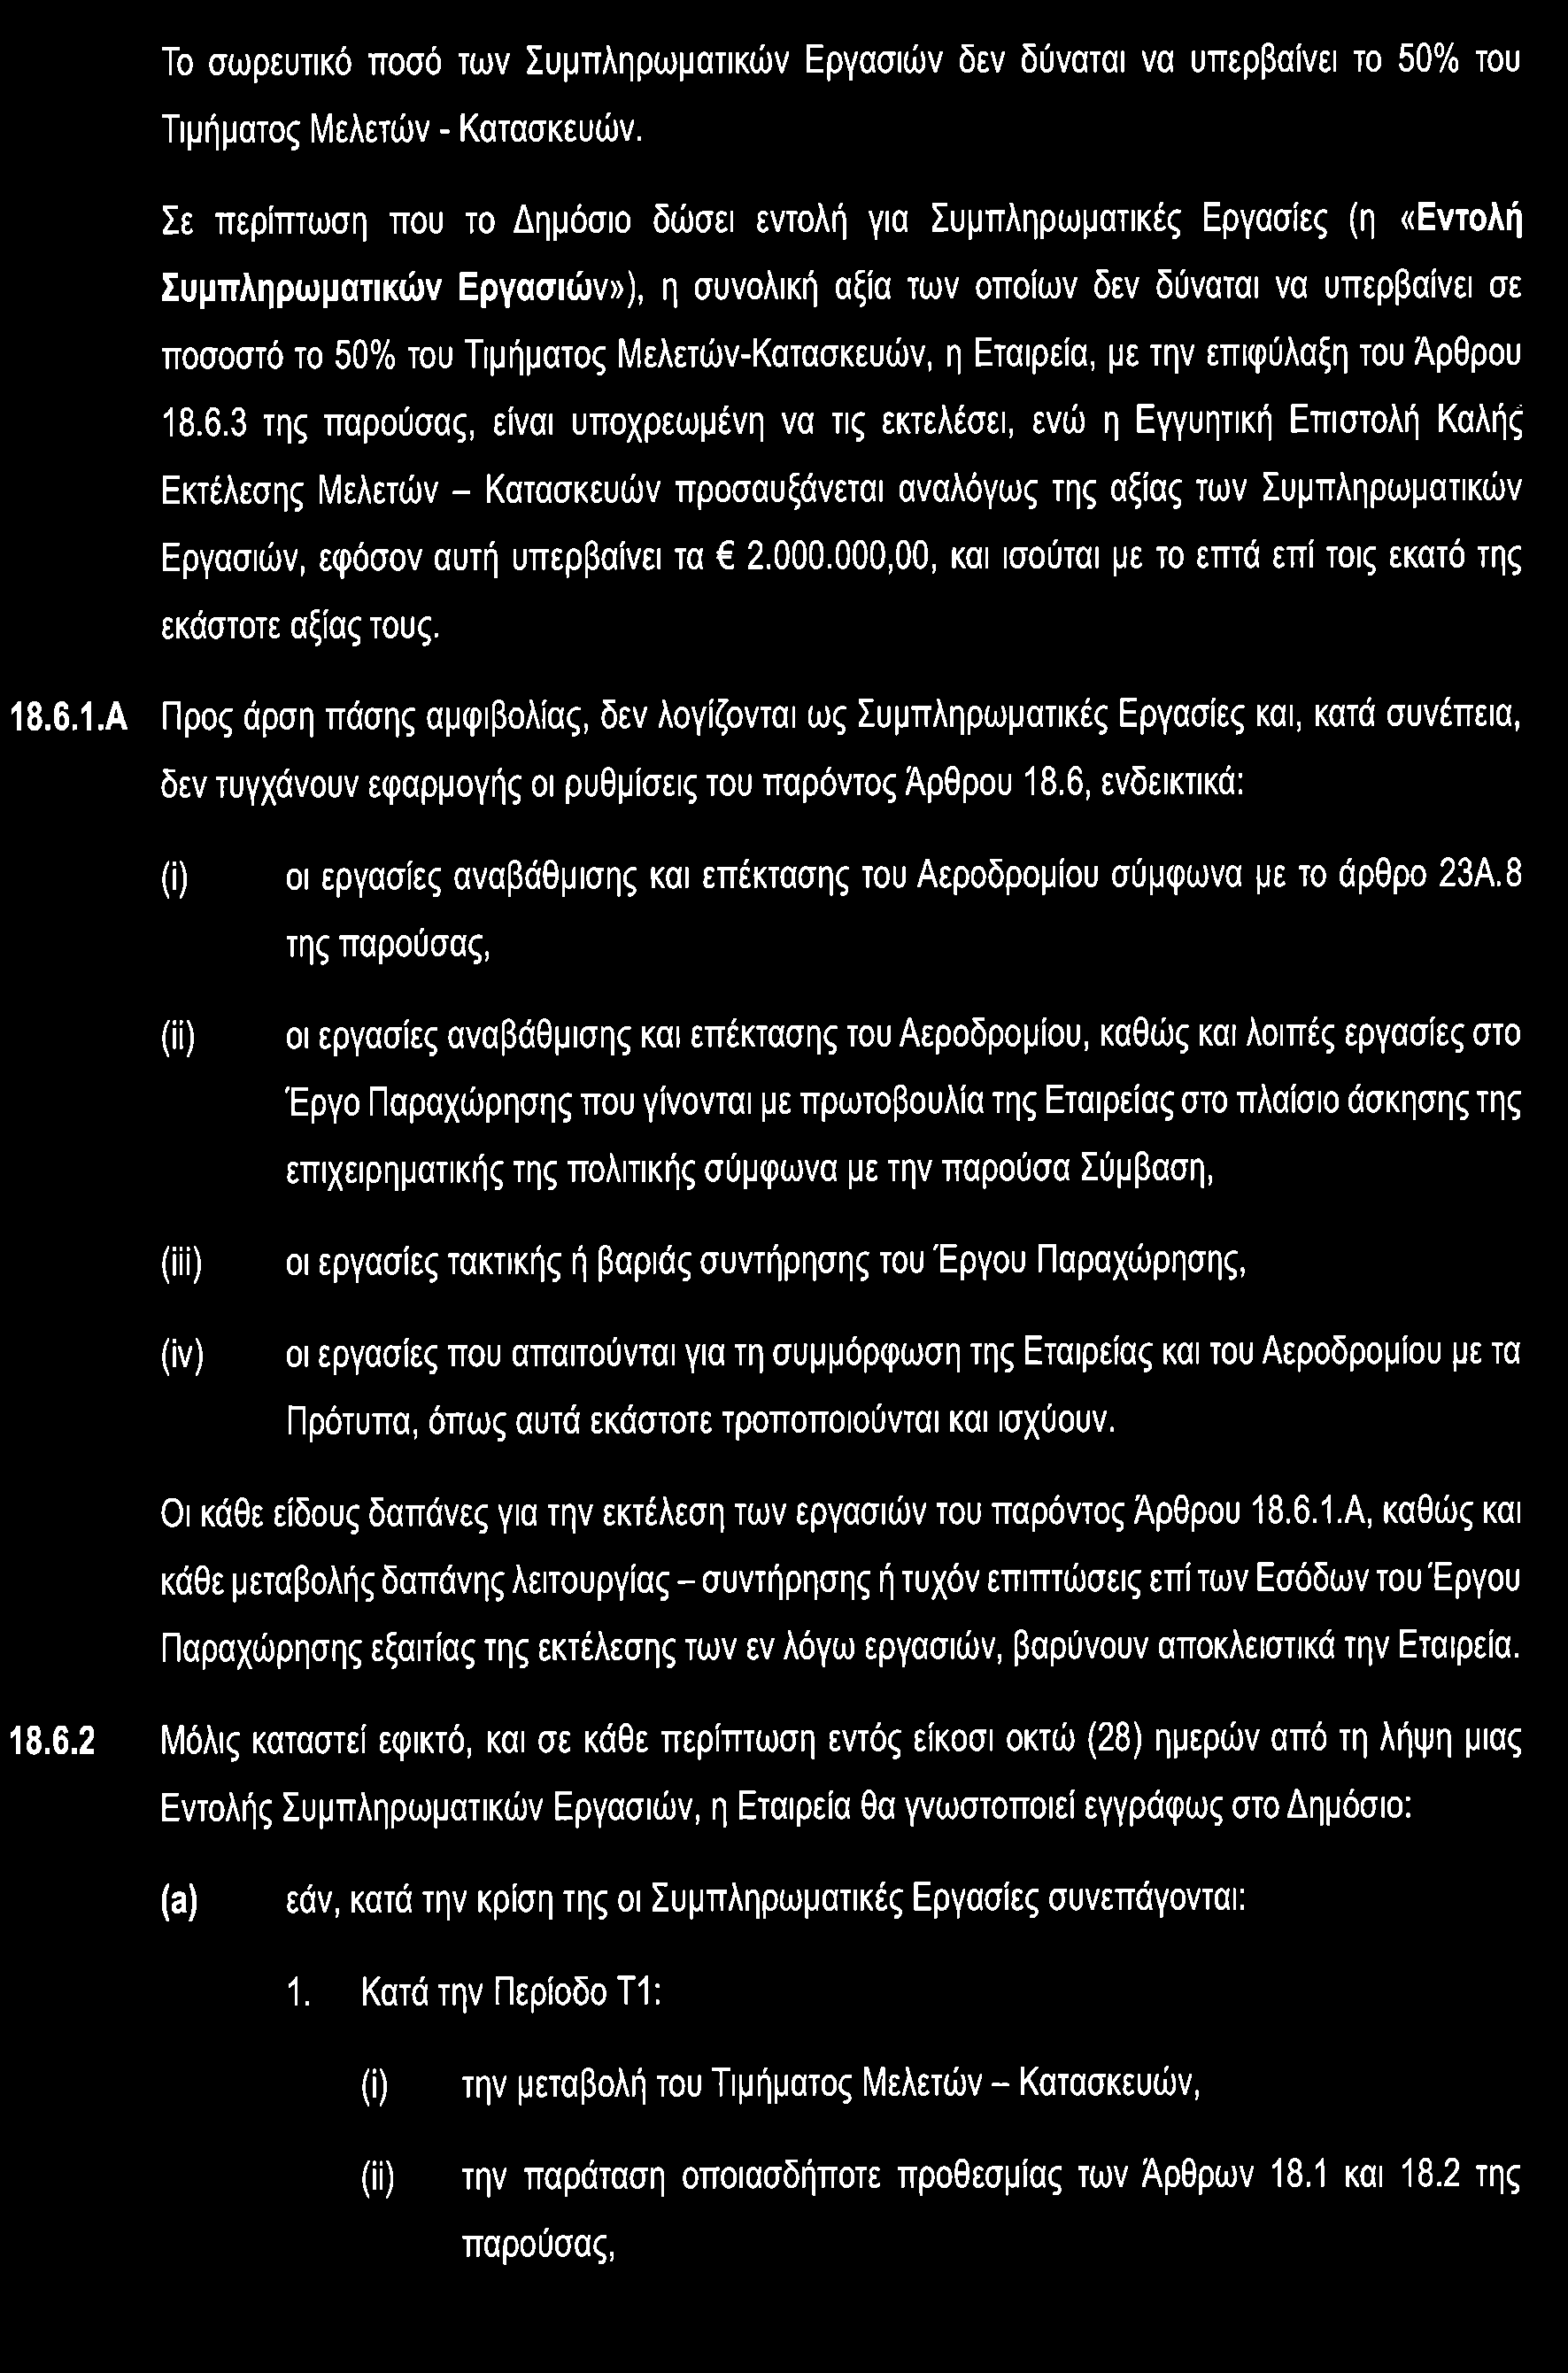 Το σωρευτικό ποσό των Συμπληρωματικών Εργασιών δεν δύναται να υπερβαίνει το 50% του
Τιμήματος Μελετών - Κατασκευών.
Σε περίπτωση που το Δημόσιο δώσει εντολή για Συμπληρωματικές Εργασίες (η «Εντολή
Συμπληρωματικών Εργασιών»), η συνολική αξία των οποίων δεν δύναται να υπερβαίνει σε
ποσοστό το 50% του Τιμήματος Μελετών-Κατασκευών, η Εταιρεία, με την επιφύλαξη του Άρθρου
18.6.3 της παρούσας, είναι υποχρεωμένη να τις εκτελέσει, ενώ η Εγγυητική Επιστολή Καλής
Εκτέλεσης Μελετών – Κατασκευών προσαυξάνεται αναλόγως της αξίας των Συμπληρωματικών
Εργασιών, εφόσον αυτή υπερβαίνει τα € 2.000.000,00, και ισούται με το επτά επί τοις εκατό της
εκάστοτε αξίας τους.
18.6.1.Α Προς άρση πάσης αμφιβολίας, δεν λογίζονται ως Συμπληρωματικές Εργασίες και, κατά συνέπεια,
δεν τυγχάνουν εφαρμογής οι ρυθμίσεις του παρόντος Άρθρου 18.6, ενδεικτικά:
(i) οι εργασίες αναβάθμισης και επέκτασης του Αεροδρομίου σύμφωνα με το άρθρο 23Α.8
της παρούσας,
(ii) οι εργασίες αναβάθμισης και επέκτασης του Αεροδρομίου, καθώς και λοιπές εργασίες στο
Έργο Παραχώρησης που γίνονται με πρωτοβουλία της Εταιρείας στο πλαίσιο άσκησης της
επιχειρηματικής της πολιτικής σύμφωνα με την παρούσα Σύμβαση,
(iii) οι εργασίες τακτικής ή βαριάς συντήρησης του Έργου Παραχώρησης,
(iv) οι εργασίες που απαιτούνται για τη συμμόρφωση της Εταιρείας και του Αεροδρομίου με τα
Πρότυπα, όπως αυτά εκάστοτε τροποποιούνται και ισχύουν.
Οι κάθε είδους δαπάνες για την εκτέλεση των εργασιών του παρόντος Άρθρου 18.6.1.Α, καθώς και
κάθε μεταβολής δαπάνης λειτουργίας – συντήρησης ή τυχόν επιπτώσεις επί των Εσόδων του Έργου
Παραχώρησης εξαιτίας της εκτέλεσης των εν λόγω εργασιών, βαρύνουν αποκλειστικά την Εταιρεία.
18.6.2 Μόλις καταστεί εφικτό, και σε κάθε περίπτωση εντός είκοσι οκτώ (28) ημερών από τη λήψη μιας
Εντολής Συμπληρωματικών Εργασιών, η Εταιρεία θα γνωστοποιεί εγγράφως στο Δημόσιο:
(a) εάν, κατά την κρίση της οι Συμπληρωματικές Εργασίες συνεπάγονται:
1. Κατά την Περίοδο Τ1:
(i) την μεταβολή του Τιμήματος Μελετών – Κατασκευών,
(ii) την παράταση οποιασδήποτε προθεσμίας των Άρθρων 18.1 και 18.2 της
παρούσας,